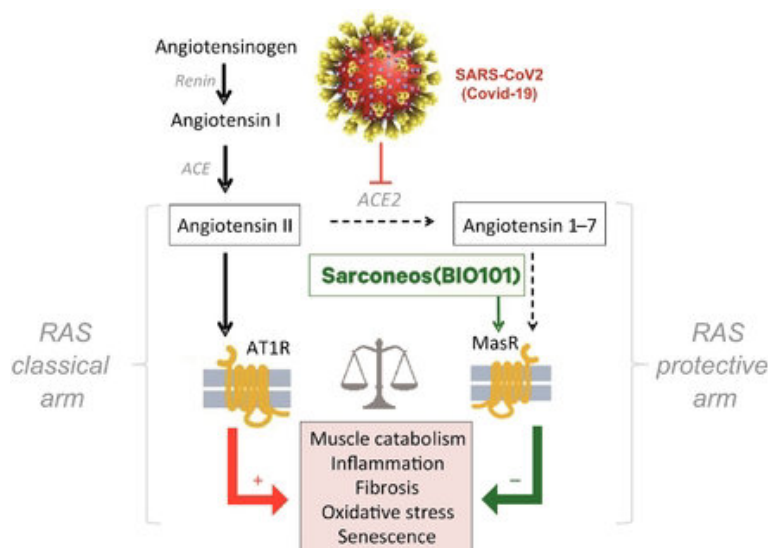 Angiotensinogen
Renin
SARS-CoV2
(Covid-19)
Angiotensin I
ACE
ACE2
Angiotensin II
Angiotensin 1–7
Sarconeos(BIO101)
RAS
classical
arm
AT1R
MasR
RAS
protective
arm
Muscle catabolism
Inflammation
Fibrosis
Oxidative stress
Senescence
+
–